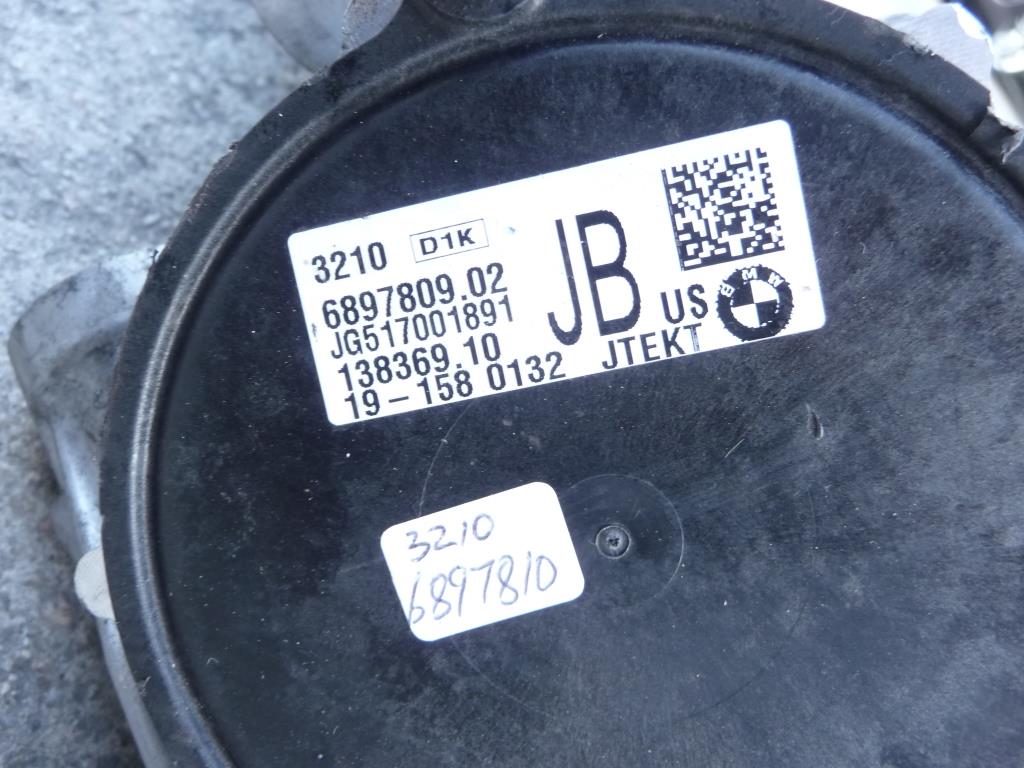 3210 D1K
6897809.02
JG517001891
138369.10
19-158 0132
JB
US
JTEKT
BMW
3210
6897810